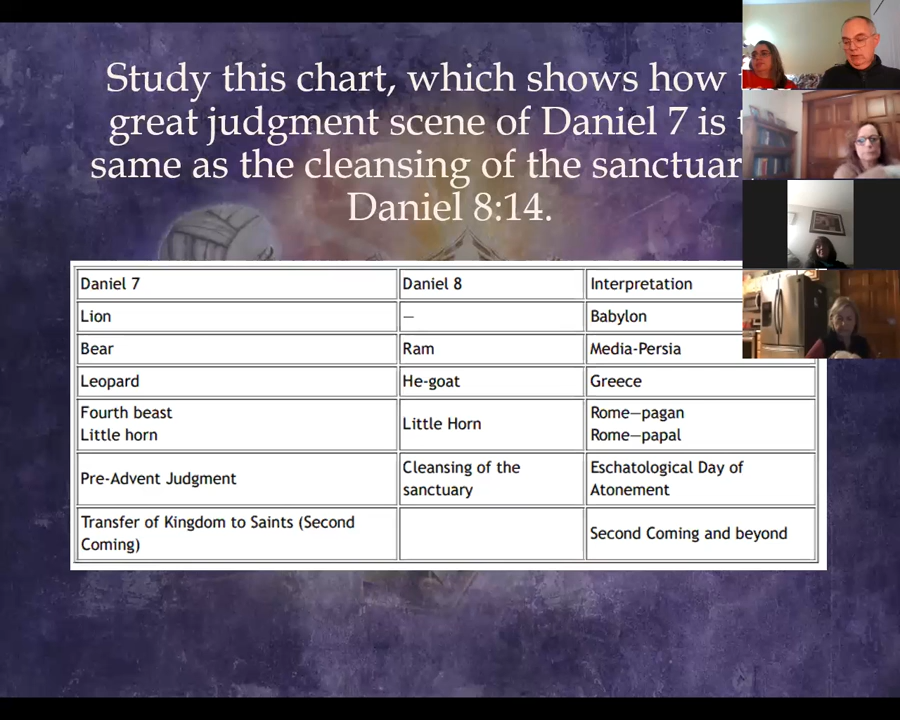 Study this chart, which shows how
great judgment scene of Daniel 7 is
same as the cleansing of the
Daniel 8:14.
Daniel 7 Daniel 8 Interpretation
Lion — Babylon
Bear Ram Media-Persia
Leopard He-goat Greece
Fourth beast
Little horn
Little Horn
Rome—pagan
Rome—papal
Pre-Advent Judgment
Cleansing of the
sanctuary
Eschatological Day of
Atonement
Transfer of Kingdom to Saints (Second
Coming)
Second Coming and beyond